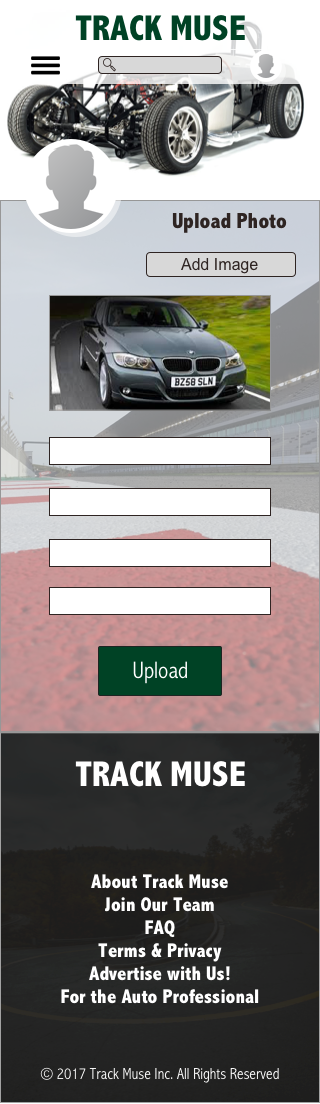 TRACK MUSE
Upload Photo
Add Image
BZ58 SLN
Upload
TRACK MUSE
About Track Muse
Join Our Team
FAQ
Terms & Privacy
Advertise with Us!
For the Auto Professional
© 2017 Track Muse Inc. All Rights Reserved